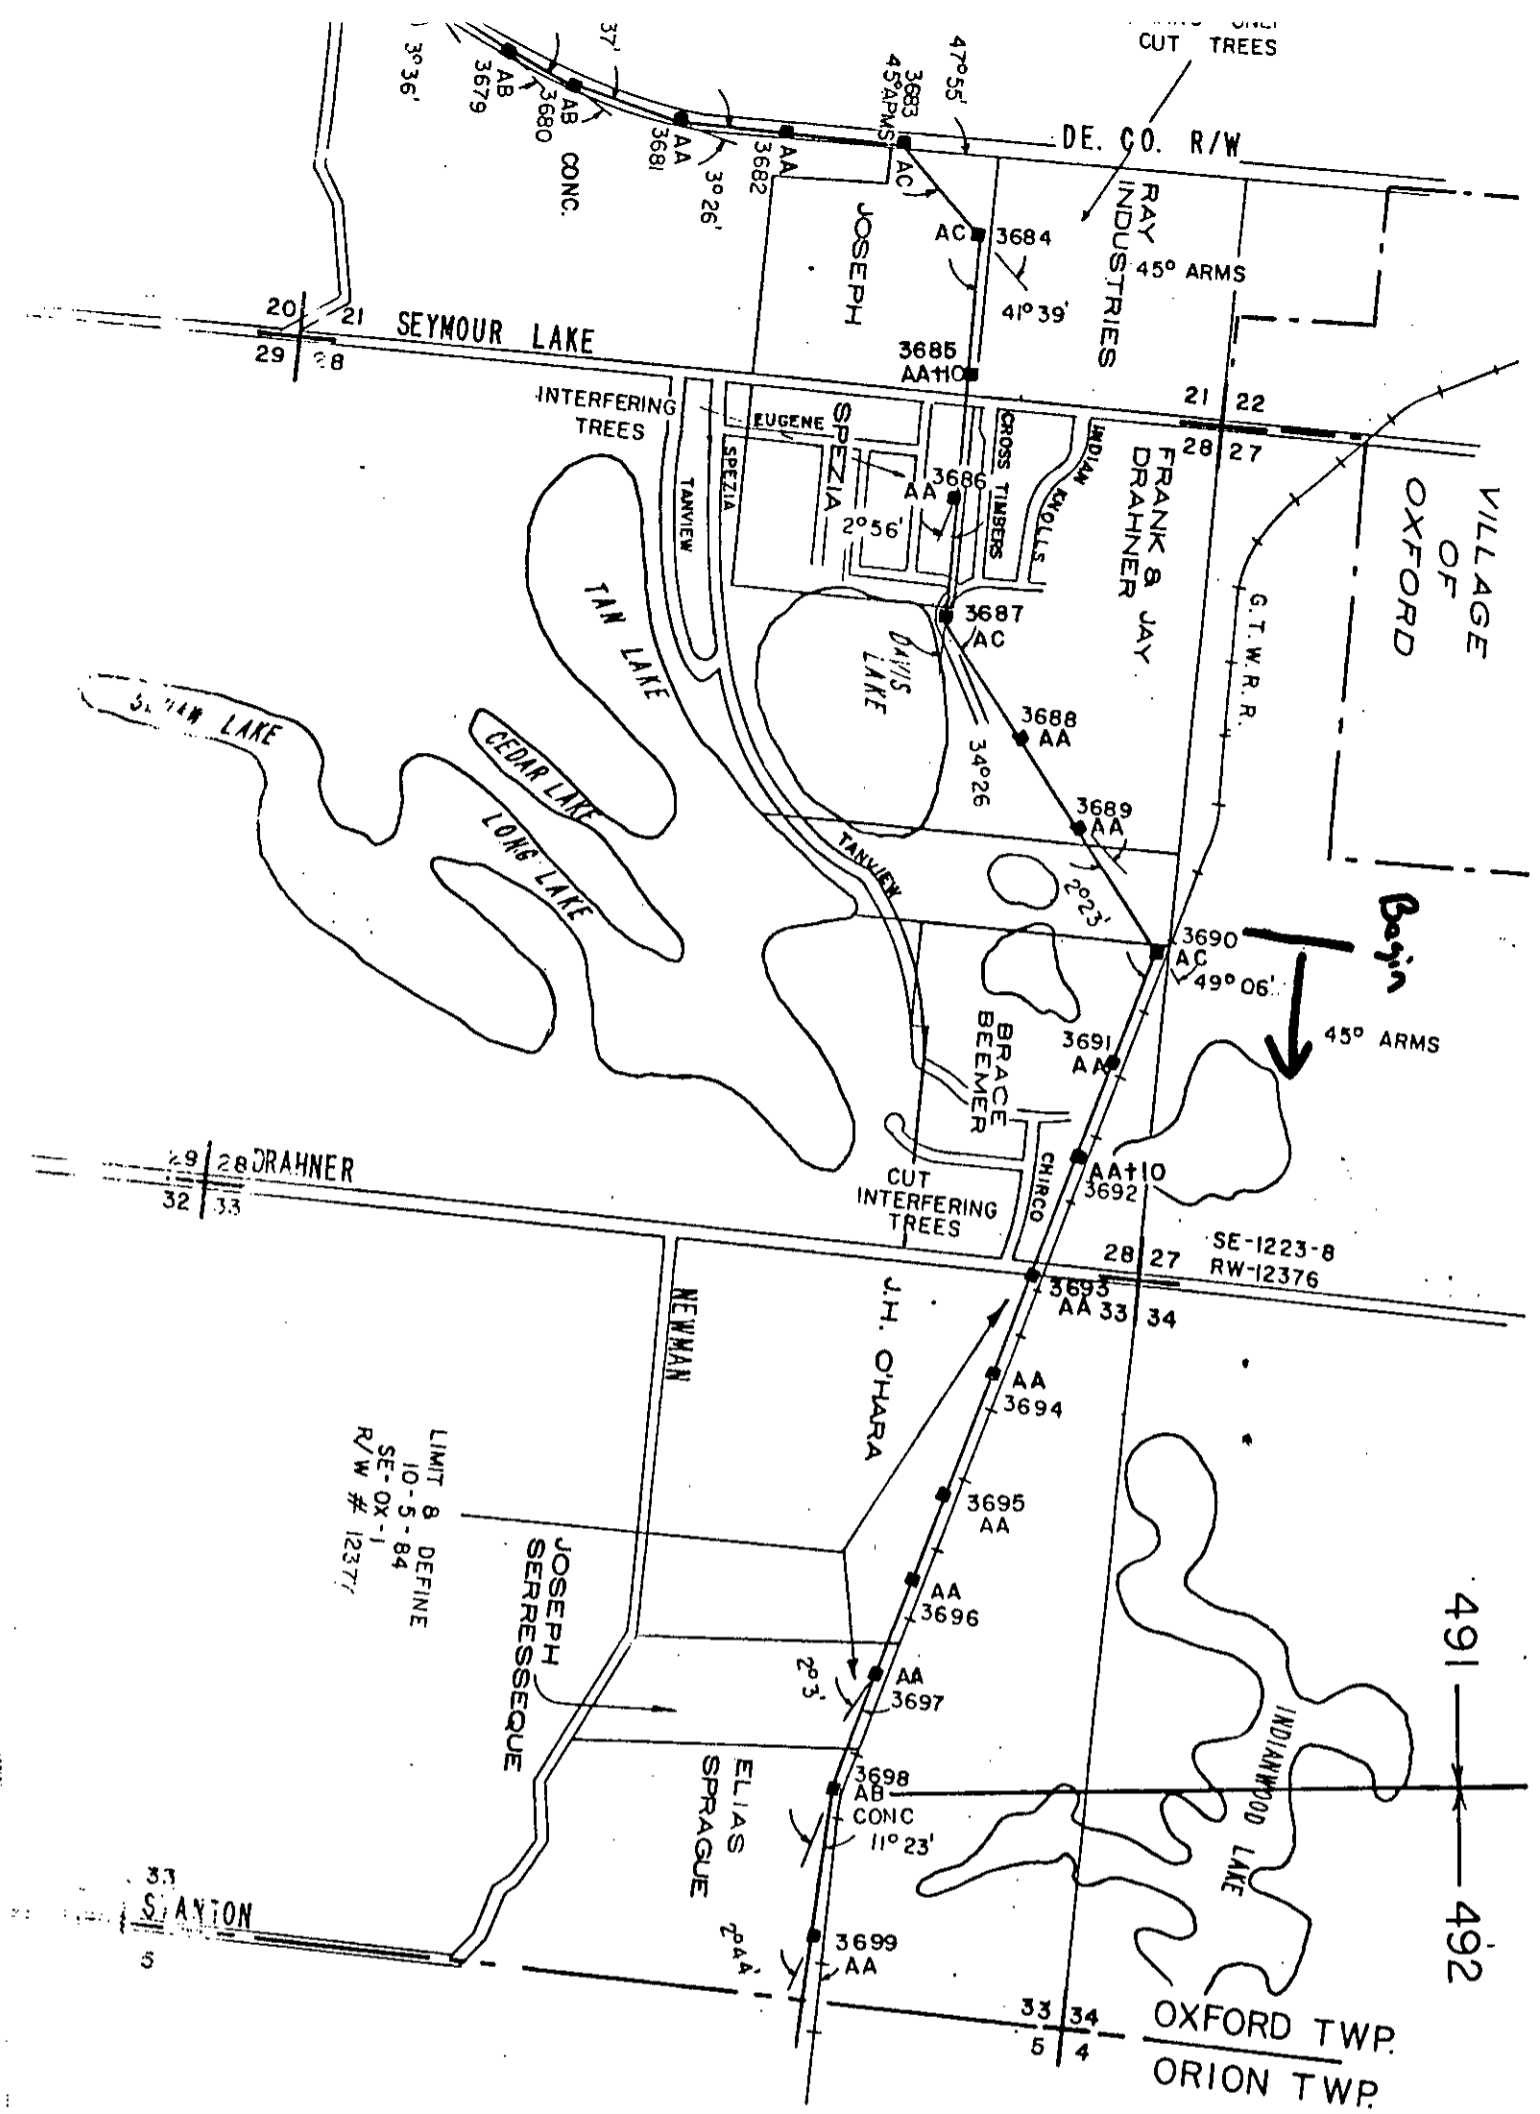 CUT TREES
47°55'
3683
45° ARMS
AC
DE. CO. R/W
37'
3°36'
AB
3679
AB
3680
CONC.
AA
3681
3°26'
AA
3682
JOSEPH
RAY
INDUSTRIES
45° ARMS
AC
3684
41°39'
20
21
29
SEYMOUR LAKE
3685
AA+10
21
22
28
27
INTERFERING
TREES
EUGENE
SPEZIA
SPEZIA
TANVIEW
AA
3686
2°56'
CROSS TIMBERS
INDIAN KNOLLS
FRANK & JAY
DRAHNER
VILLAGE
OF
OXFORD
G.T.W.R.R.
TAN LAKE
DAVIS
LAKE
3687
AC
34°26
3688
AA
3689
AA
2°23'
LAKE
CEDAR LAKE
LONG LAKE
TANVIEW
3690
AC
49°06'
Begin
45° ARMS
BRACE
BEEMER
3691
AA
AA+10
3692
CHIRCO
CUT
INTERFERING
TREES
29
28
DRAHNER
32
33
28
27
SE-1223-8
RW-12376
3693
AA
33
34
NEWMAN
J.H. O'HARA
AA
3694
3695
AA
AA
3696
LIMIT & DEFINE
10-5-84
SE-OX-1
R/W # 12377
JOSEPH
SERRESSEQUE
2°3'
AA
3697
491
492
INDIANWOOD LAKE
ELIAS
SPRAGUE
3698
AB
CONC
11°23'
33
STANTON
5
2°44'
3699
AA
33
34
5
4
OXFORD TWP.
ORION TWP.